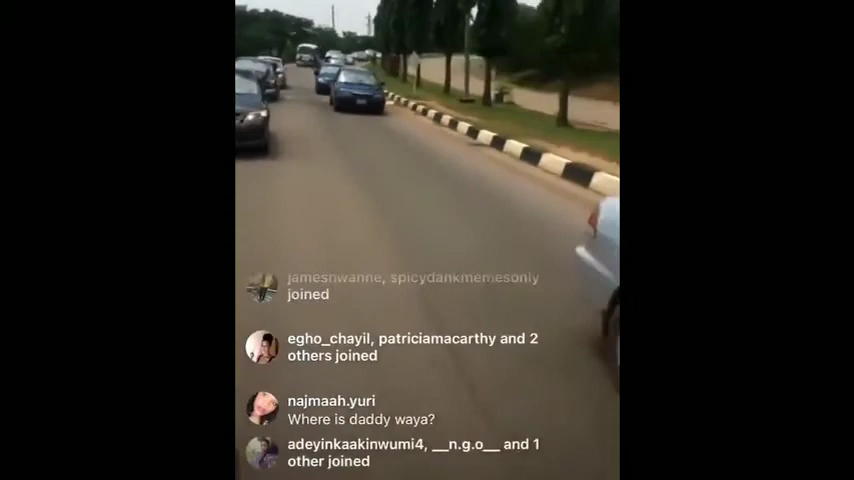 jameshwanne, spicydankmemesonly
joined
egho_chayil, patriciamacarthy and 2
others joined
najmaah.yuri
Where is daddy waya?
adeyinkaakinwumi4, __n.g.o__ and 1
other joined